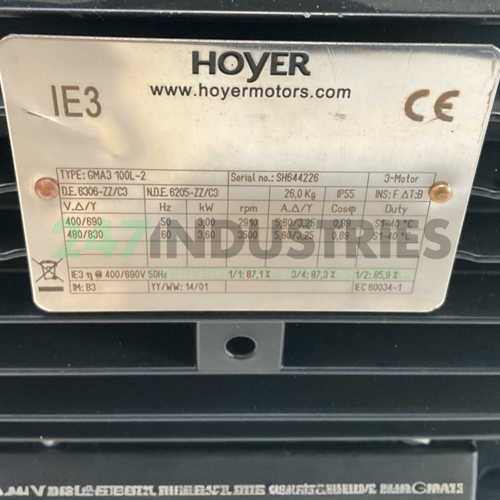 HOYER
IE3
www.hoyermotors.com
CE
TYPE: GMA3 100L-2 Serial no.: SH644226 3~Motor
D.E. 6306-ZZ/C3 N.D.E. 6205-ZZ/C3 26,0 Kg IP55 INS: F ΔT:B
V.Δ/Y Hz kW rpm A.Δ/Y Cosφ Duty
400/690 50 3,00 2910 5,60/3,25 0,89 S1-40 °C
480/830 60 3,60 3500 5,60/3,25 0,89 S1-40 °C
247 INDUSTRIES
IE3 η @ 400/690V 50Hz 1/1: 87,1 % 3/4: 87,3 % 1/2: 85,9 %
IM: B3 YY/WW: 14/01 IEC 60034-1